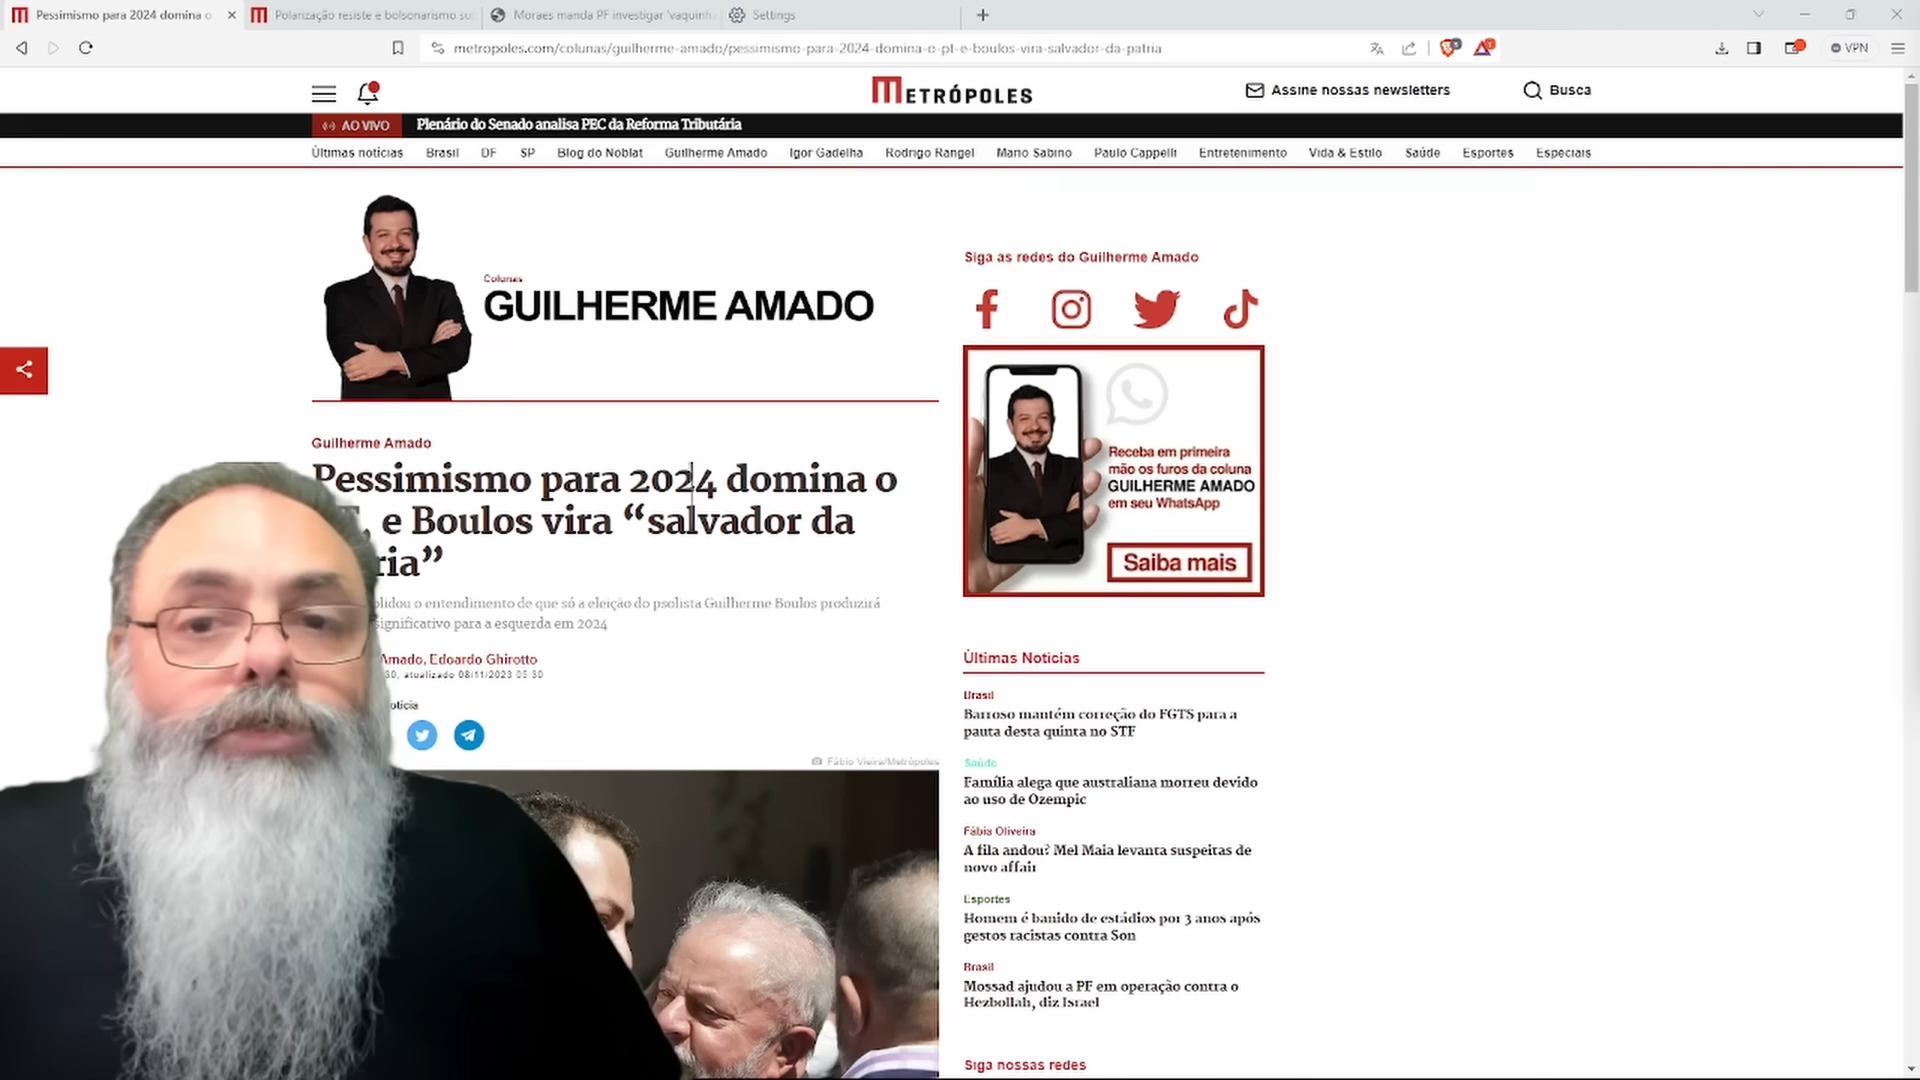 Pessimismo para 2024 domina o
Polarização resiste e bolsonarismo su
Moraes manda PF investigar 'vaquinh
Settings
metropoles.com/colunas/guilherme-amado/pessimismo-para-2024-domina-o-pt-e-boulos-vira-salvador-da-patria
VPN
METRÓPOLES
Assine nossas newsletters
Busca
AO VIVO
Plenário do Senado analisa PEC da Reforma Tributária
Últimas notícias Brasil DF SP Blog do Noblat Guilherme Amado Igor Gadelha Rodrigo Rangel Mario Sabino Paulo Cappelli Entretenimento Vida & Estilo Saúde Esportes Especiais
Colunas
GUILHERME AMADO
Guilherme Amado
Pessimismo para 2024 domina o
, e Boulos vira “salvador da
ria”
lidou o entendimento de que só a eleição do psolista Guilherme Boulos produzirá
significativo para a esquerda em 2024
Amado, Edoardo Ghirotto
30, atualizado 08/11/2023 05:30
otícia
Fábio Vieira/Metrópoles
Siga as redes do Guilherme Amado
Receba em primeira
mão os furos da coluna
GUILHERME AMADO
em seu WhatsApp
Saiba mais
Últimas Notícias
Brasil
Barroso mantém correção do FGTS para a
pauta desta quinta no STF
Saúde
Família alega que australiana morreu devido
ao uso de Ozempic
Fábia Oliveira
A fila andou? Mel Maia levanta suspeitas de
novo affair
Esportes
Homem é banido de estádios por 3 anos após
gestos racistas contra Son
Brasil
Mossad ajudou a PF em operação contra o
Hezbollah, diz Israel
Siga nossas redes